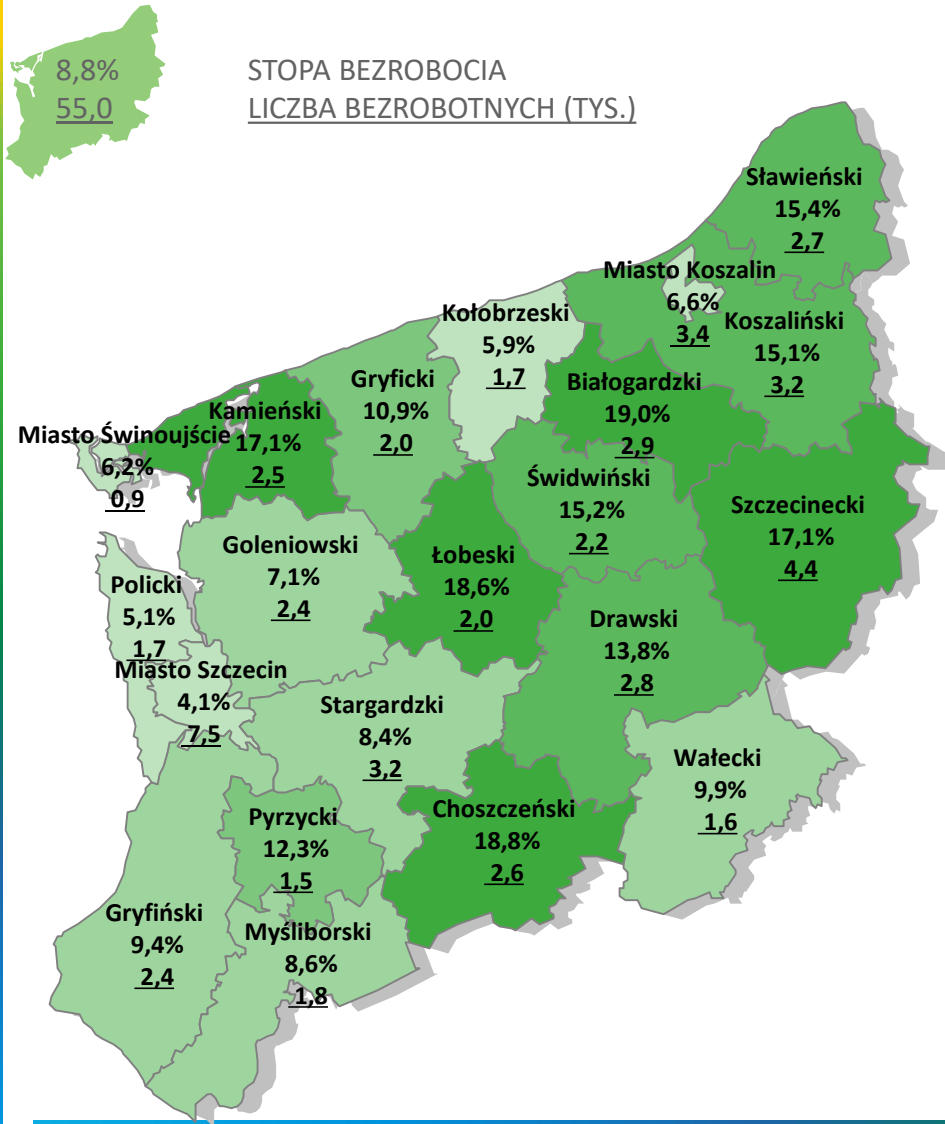 8,8%
55,0
STOPA BEZROBOCIA
LICZBA BEZROBOTNYCH (TYS.)
Sławieński
15,4%
2,7
Miasto Koszalin
6,6%
3,4
Koszaliński
15,1%
3,2
Kołobrzeski
5,9%
1,7
Białogardzki
19,0%
2,9
Gryficki
10,9%
2,0
Kamieński
17,1%
2,5
Miasto Świnoujście
6,2%
0,9
Świdwiński
15,2%
2,2
Szczecinecki
17,1%
4,4
Goleniowski
7,1%
2,4
Łobeski
18,6%
2,0
Policki
5,1%
1,7
Drawski
13,8%
2,8
Miasto Szczecin
4,1%
7,5
Stargardzki
8,4%
3,2
Wałecki
9,9%
1,6
Choszczeński
18,8%
2,6
Pyrzycki
12,3%
1,5
Gryfiński
9,4%
2,4
Myśliborski
8,6%
1,8